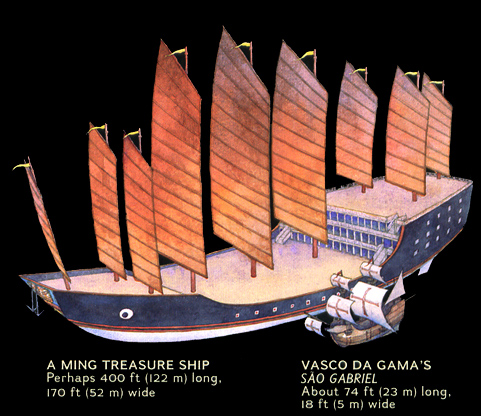 A MING TREASURE SHIP
Perhaps 400 ft (122 m) long,
170 ft (52 m) wide
VASCO DA GAMA'S
SÃO GABRIEL
About 74 ft (23 m) long,
18 ft (5 m) wide